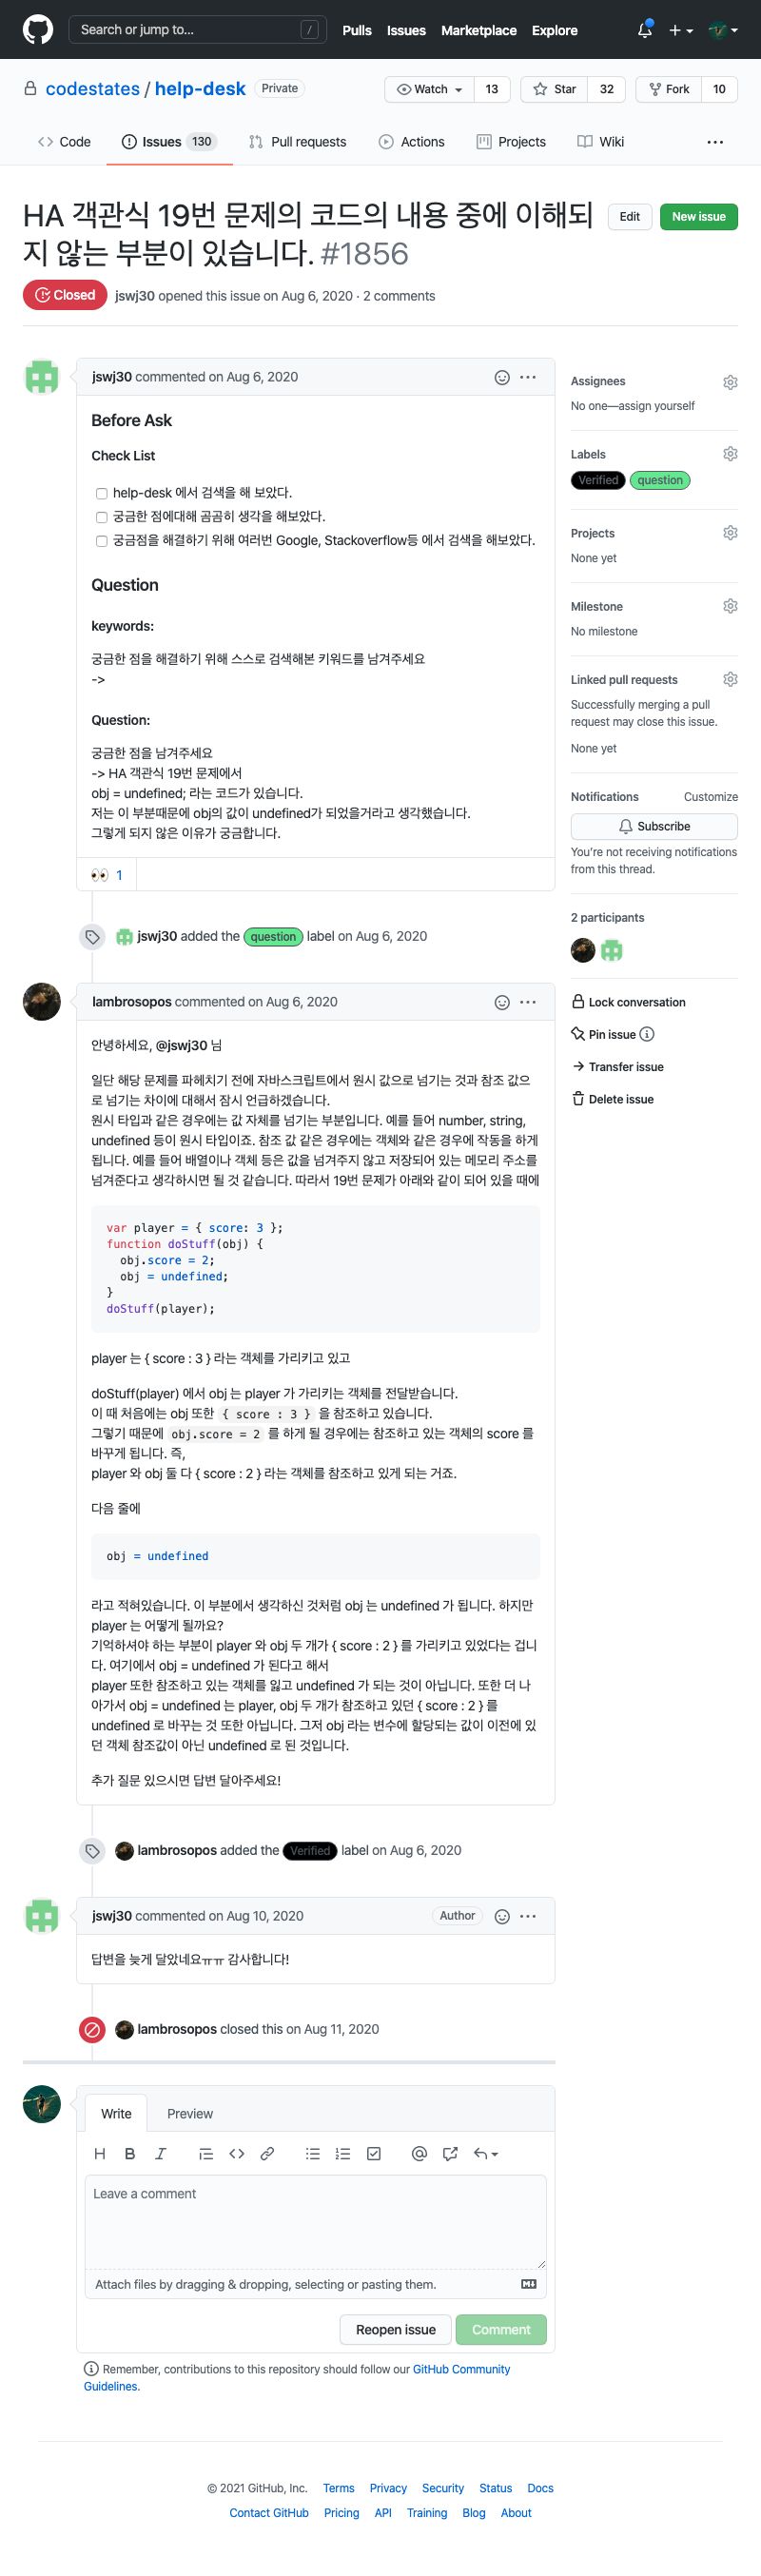 Search or jump to... /
Pulls Issues Marketplace Explore
codestates / help-desk Private
Watch 13 Star 32 Fork 10
Code Issues 130 Pull requests Actions Projects Wiki ...
HA 객관식 19번 문제의 코드의 내용 중에 이해되
지 않는 부분이 있습니다. #1856
Edit New issue
Closed jswj30 opened this issue on Aug 6, 2020 · 2 comments
jswj30 commented on Aug 6, 2020
Before Ask
Check List
help-desk 에서 검색을 해 보았다.
궁금한 점에대해 곰곰히 생각을 해보았다.
궁금점을 해결하기 위해 여러번 Google, Stackoverflow등 에서 검색을 해보았다.
Question
keywords:
궁금한 점을 해결하기 위해 스스로 검색해본 키워드를 남겨주세요
->
Question:
궁금한 점을 남겨주세요
-> HA 객관식 19번 문제에서
obj = undefined; 라는 코드가 있습니다.
저는 이 부분때문에 obj의 값이 undefined가 되었을거라고 생각했습니다.
그렇게 되지 않은 이유가 궁금합니다.
👀 1
jswj30 added the question label on Aug 6, 2020
lambrosopos commented on Aug 6, 2020
안녕하세요, @jswj30 님
일단 해당 문제를 파헤치기 전에 자바스크립트에서 원시 값으로 넘기는 것과 참조 값으
로 넘기는 차이에 대해서 잠시 언급하겠습니다.
원시 타입과 같은 경우에는 값 자체를 넘기는 부분입니다. 예를 들어 number, string,
undefined 등이 원시 타입이죠. 참조 값 같은 경우에는 객체와 같은 경우에 작동을 하게
됩니다. 예를 들어 배열이나 객체 등은 값을 넘겨주지 않고 저장되어 있는 메모리 주소를
넘겨준다고 생각하시면 될 것 같습니다. 따라서 19번 문제가 아래와 같이 되어 있을 때에
var player = { score: 3 };
function doStuff(obj) {
obj.score = 2;
obj = undefined;
}
doStuff(player);
player 는 { score : 3 } 라는 객체를 가리키고 있고
doStuff(player) 에서 obj 는 player 가 가리키는 객체를 전달받습니다.
이 때 처음에는 obj 또한 { score : 3 } 을 참조하고 있습니다.
그렇기 때문에 obj.score = 2 를 하게 될 경우에는 참조하고 있는 객체의 score 를
바꾸게 됩니다. 즉,
player 와 obj 둘 다 { score : 2 } 라는 객체를 참조하고 있게 되는 거죠.
다음 줄에
obj = undefined
라고 적혀있습니다. 이 부분에서 생각하신 것처럼 obj 는 undefined 가 됩니다. 하지만
player 는 어떻게 될까요?
기억하셔야 하는 부분이 player 와 obj 두 개가 { score : 2 } 를 가리키고 있었다는 겁니
다. 여기에서 obj = undefined 가 된다고 해서
player 또한 참조하고 있는 객체를 잃고 undefined 가 되는 것이 아닙니다. 또한 더 나
아가서 obj = undefined 는 player, obj 두 개가 참조하고 있던 { score : 2 } 를
undefined 로 바꾸는 것 또한 아닙니다. 그저 obj 라는 변수에 할당되는 값이 이전에 있
던 객체 참조값이 아닌 undefined 로 된 것입니다.
추가 질문 있으시면 답변 달아주세요!
lambrosopos added the Verified label on Aug 6, 2020
jswj30 commented on Aug 10, 2020 Author
답변을 늦게 달았네요ㅠㅠ 감사합니다!
lambrosopos closed this on Aug 11, 2020
Write Preview
Leave a comment
Attach files by dragging & dropping, selecting or pasting them.
Reopen issue Comment
Remember, contributions to this repository should follow our GitHub Community
Guidelines.
Assignees
No one—assign yourself
Labels
Verified question
Projects
None yet
Milestone
No milestone
Linked pull requests
Successfully merging a pull
request may close this issue.
None yet
Notifications Customize
Subscribe
You're not receiving notifications
from this thread.
2 participants
Lock conversation
Pin issue
Transfer issue
Delete issue
© 2021 GitHub, Inc. Terms Privacy Security Status Docs
Contact GitHub Pricing API Training Blog About